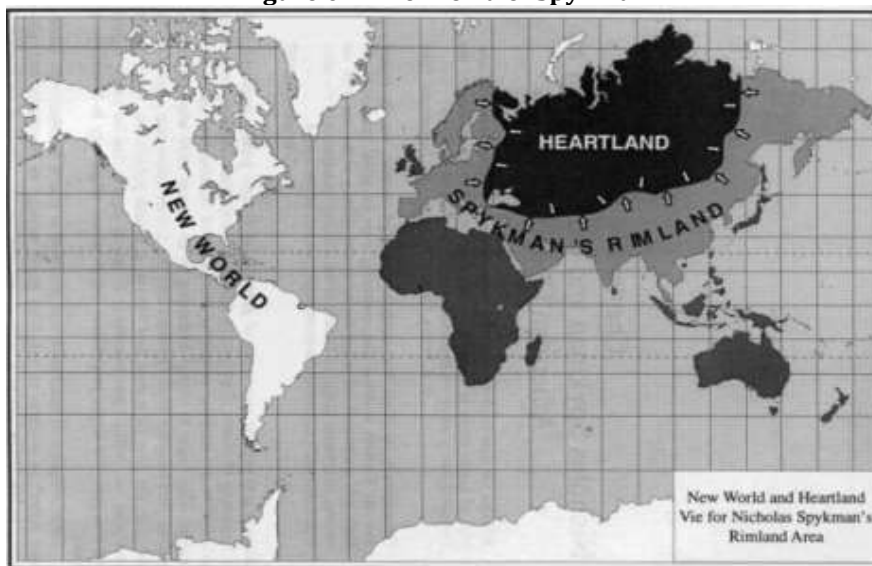 HEARTLAND
NEW WORLD
SPYKMAN'S RIMLAND
New World and Heartland
Vie for Nicholas Spykman's
Rimland Area